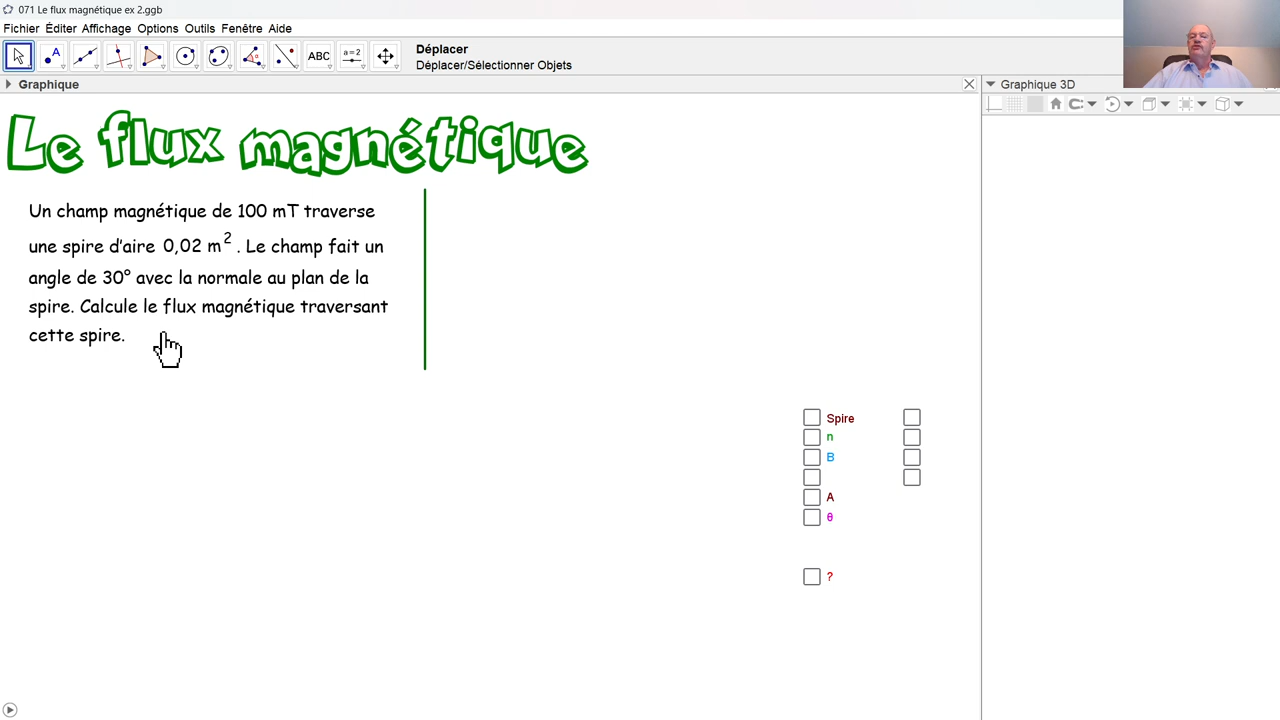 071 Le flux magnétique ex 2.ggb
Fichier Éditer Affichage Options Outils Fenêtre Aide
A
ABC
a=2
Déplacer
Déplacer/Sélectionner Objets
Graphique
Graphique 3D
Le flux magnétique
Un champ magnétique de 100 mT traverse
une spire d'aire 0,02 m². Le champ fait un
angle de 30° avec la normale au plan de la
spire. Calcule le flux magnétique traversant
cette spire.
Spire
n
B
A
θ
?